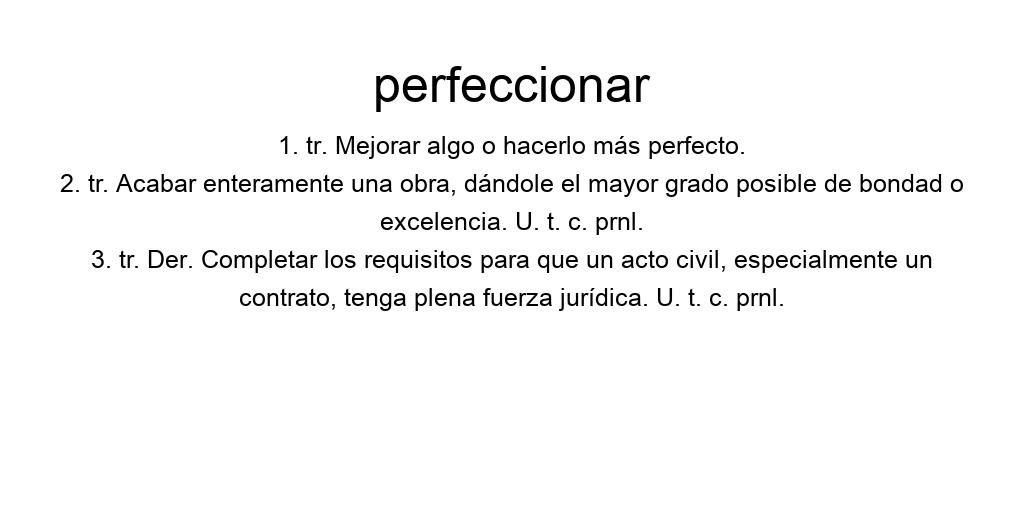 perfeccionar
1. tr. Mejorar algo o hacerlo más perfecto.
2. tr. Acabar enteramente una obra, dándole el mayor grado posible de bondad o
excelencia. U. t. c. prnl.
3. tr. Der. Completar los requisitos para que un acto civil, especialmente un
contrato, tenga plena fuerza jurídica. U. t. c. prnl.